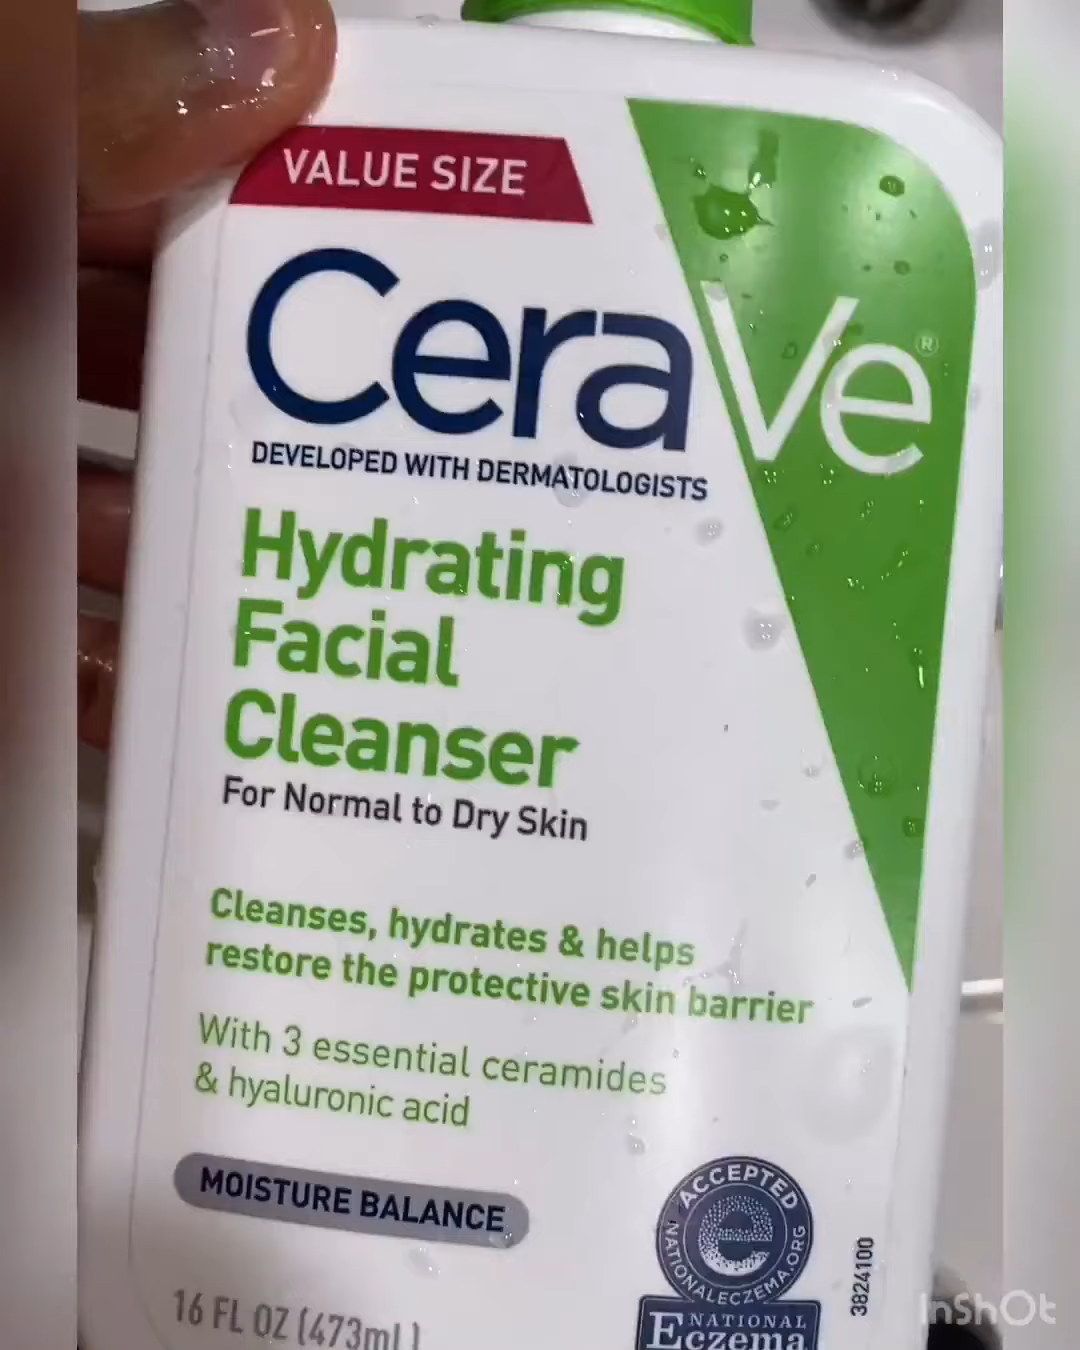 VALUE SIZE
CeraVe®
DEVELOPED WITH DERMATOLOGISTS
Hydrating
Facial
Cleanser
For Normal to Dry Skin
Cleanses, hydrates & helps
restore the protective skin barrier
With 3 essential ceramides
& hyaluronic acid
MOISTURE BALANCE
16 FL OZ (473mL)
ACCEPTED
e
NATIONALECZEMA.ORG
NATIONAL
Eczema
3824100
InShOt